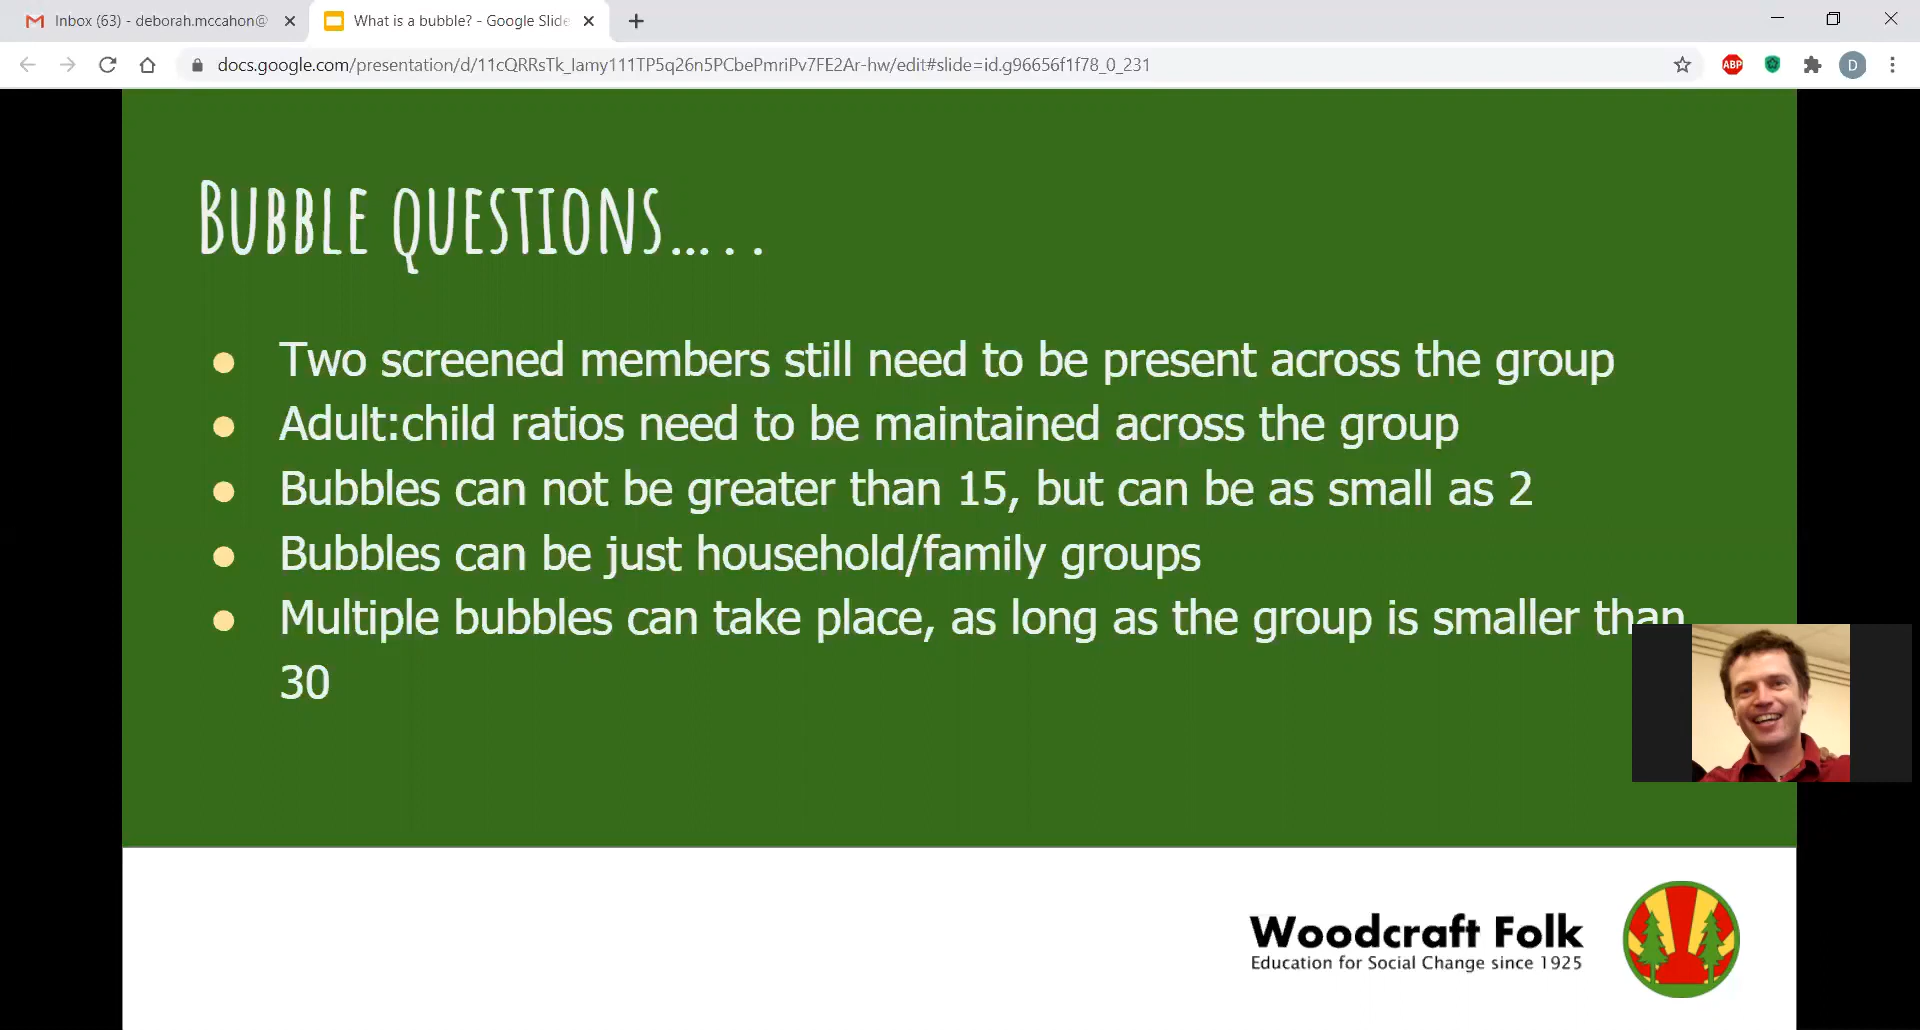 Inbox (63) - deborah.mccahon@
What is a bubble? - Google Slide
docs.google.com/presentation/d/11cQRRsTk_Iamy111TP5q26n5PCbePmriPv7FE2Ar-hw/edit#slide=id.g96656f1f78_0_231
ABP
D
BUBBLE QUESTIONS.....
Two screened members still need to be present across the group
Adult:child ratios need to be maintained across the group
Bubbles can not be greater than 15, but can be as small as 2
Bubbles can be just household/family groups
Multiple bubbles can take place, as long as the group is smaller than
30
Woodcraft Folk
Education for Social Change since 1925